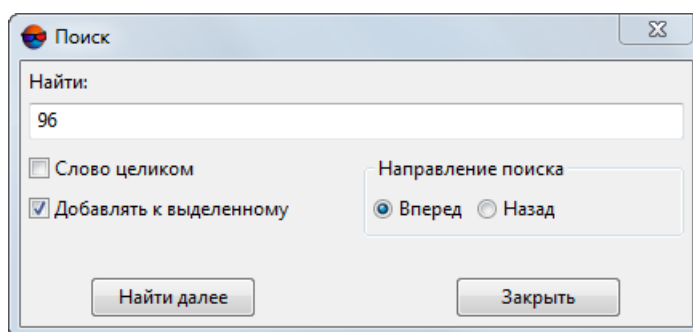 Поиск
Найти:
96
Слово целиком
Направление поиска
Добавлять к выделенному
Вперед Назад
Найти далее
Закрыть